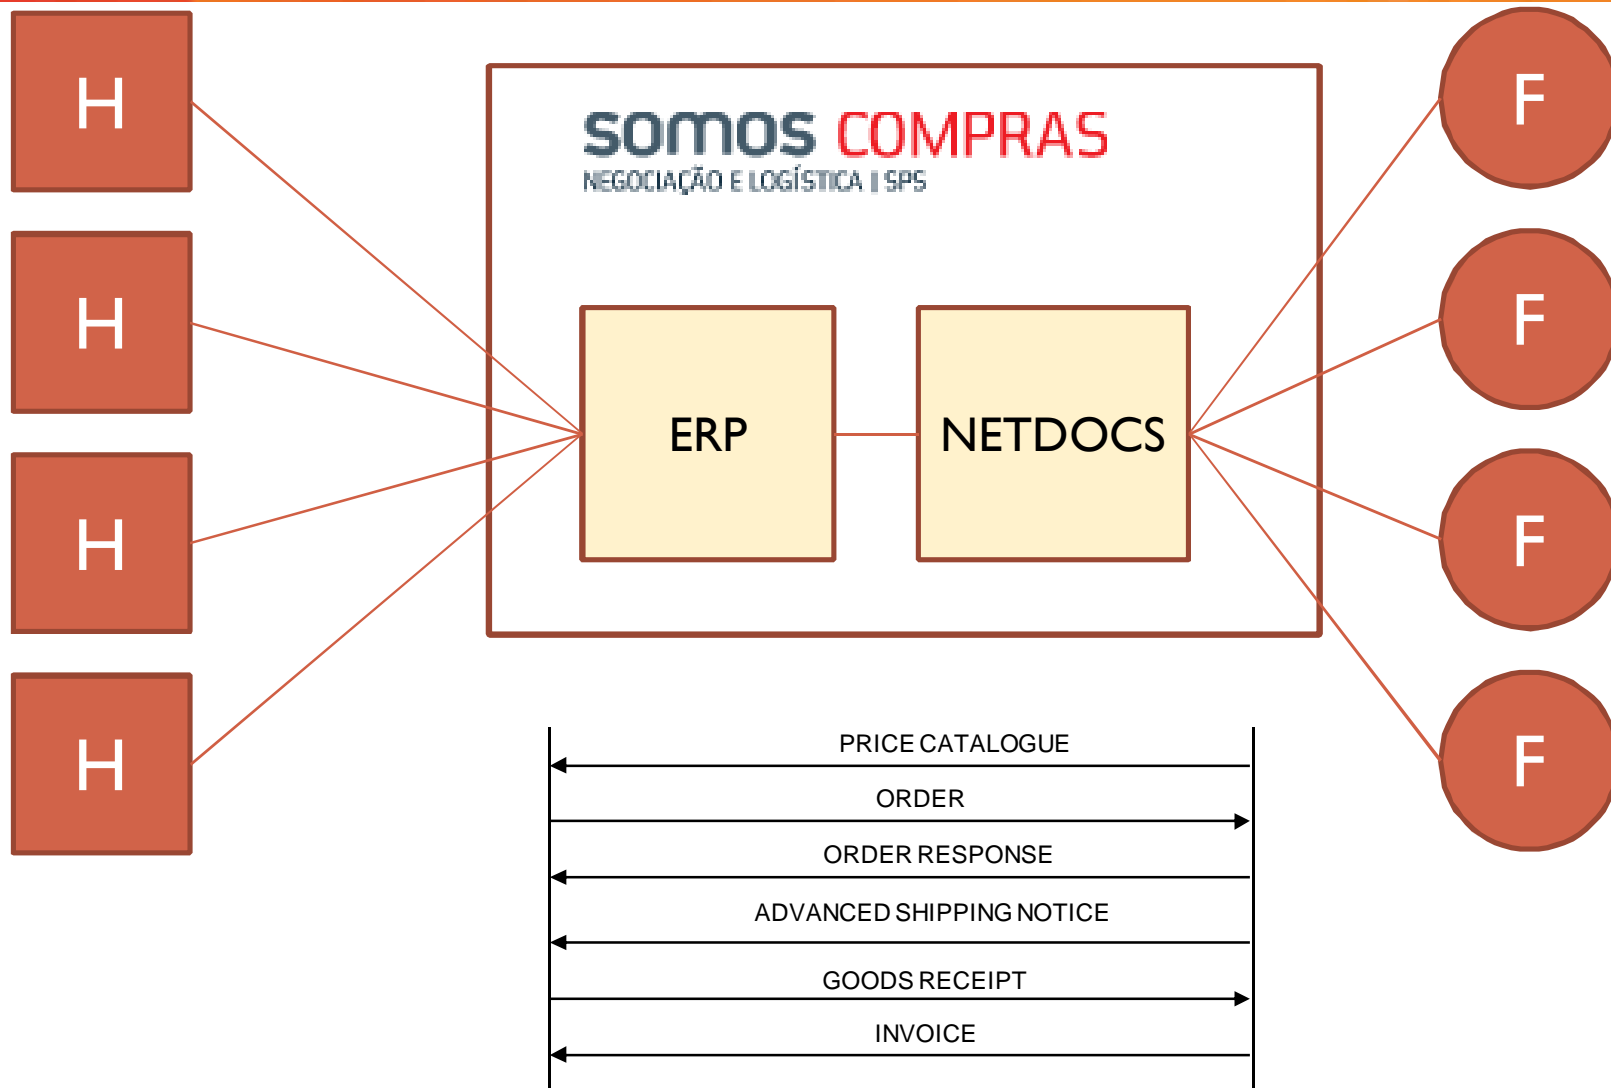 H
H
H
H
somos COMPRAS
NEGOCIAÇÃO E LOGÍSTICA | SPS
ERP
NETDOCS
F
F
F
F
PRICE CATALOGUE
ORDER
ORDER RESPONSE
ADVANCED SHIPPING NOTICE
GOODS RECEIPT
INVOICE